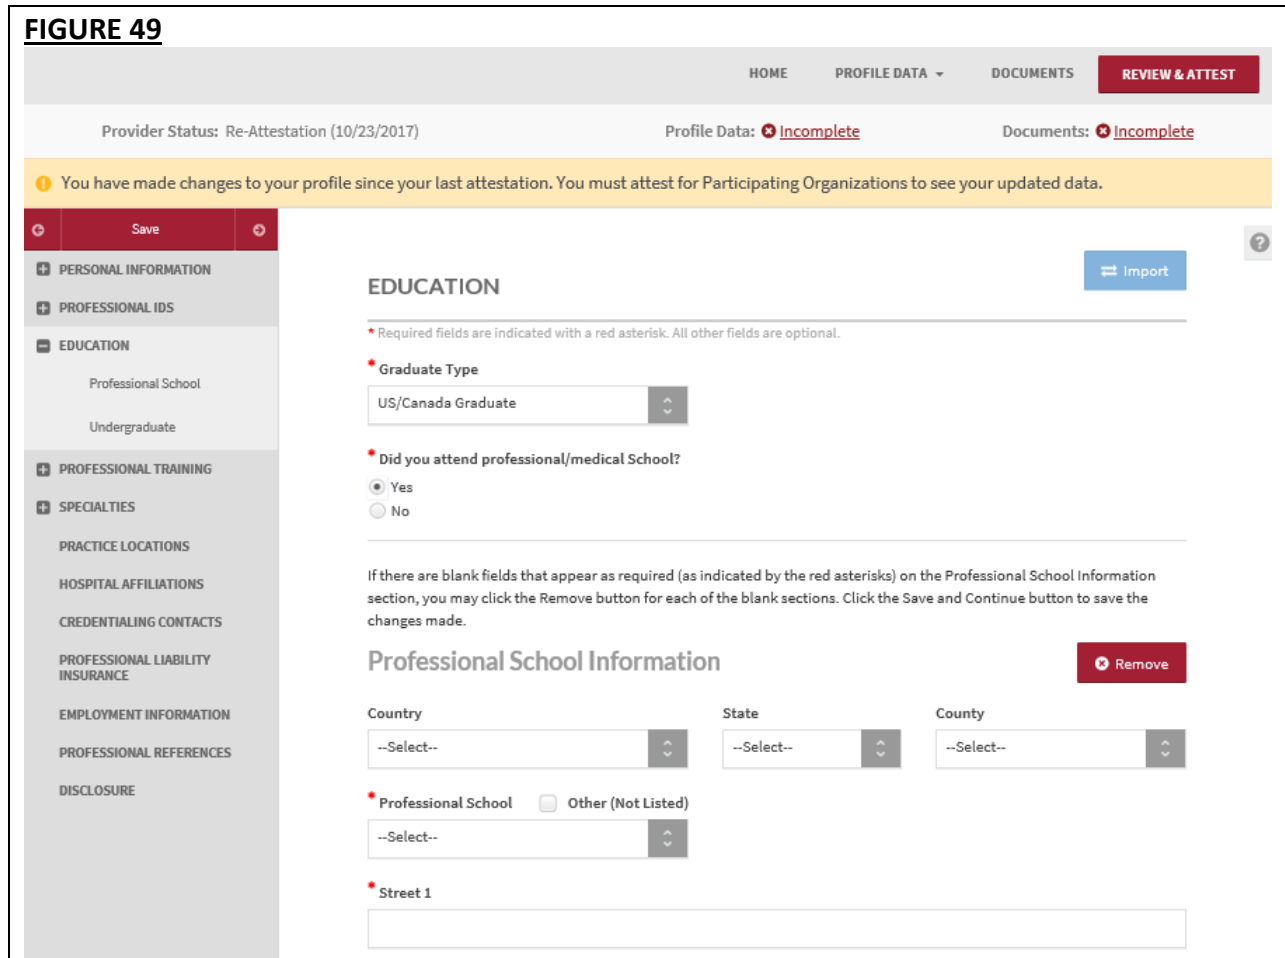 FIGURE 49
HOME PROFILE DATA DOCUMENTS REVIEW & ATTEST
Provider Status: Re-Attestation (10/23/2017) Profile Data: Incomplete Documents: Incomplete
You have made changes to your profile since your last attestation. You must attest for Participating Organizations to see your updated data.
Save
PERSONAL INFORMATION
PROFESSIONAL IDS
EDUCATION
Professional School
Undergraduate
PROFESSIONAL TRAINING
SPECIALTIES
PRACTICE LOCATIONS
HOSPITAL AFFILIATIONS
CREDENTIALING CONTACTS
PROFESSIONAL LIABILITY
INSURANCE
EMPLOYMENT INFORMATION
PROFESSIONAL REFERENCES
DISCLOSURE
?
Import
EDUCATION
* Required fields are indicated with a red asterisk. All other fields are optional.
* Graduate Type
US/Canada Graduate
* Did you attend professional/medical School?
Yes
No
If there are blank fields that appear as required (as indicated by the red asterisks) on the Professional School Information
section, you may click the Remove button for each of the blank sections. Click the Save and Continue button to save the
changes made.
Professional School Information Remove
Country State County
--Select-- --Select-- --Select--
* Professional School Other (Not Listed)
--Select--
* Street 1